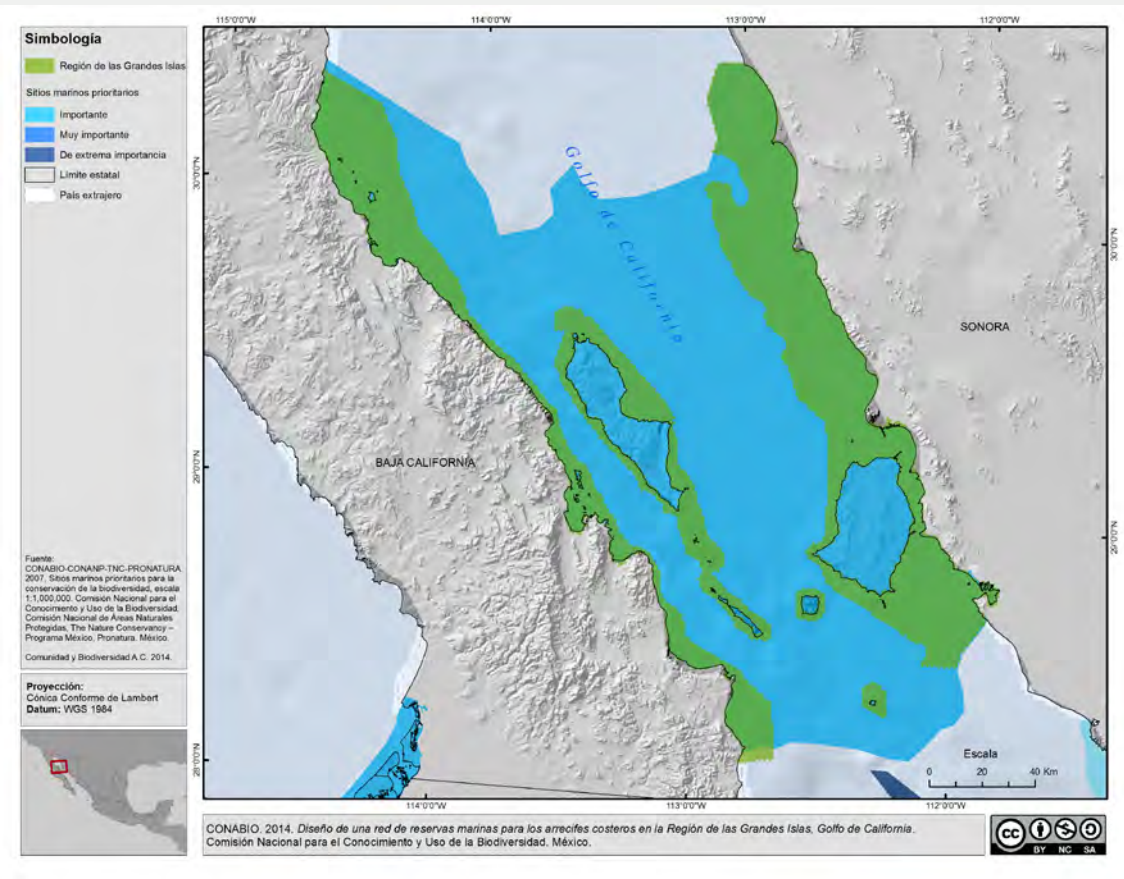 115°0'0"W
114°0'0"W
113°0'0"W
112°0'0"W
Simbología
Región de las Grandes Islas
Sitios marinos prioritarios
Importante
Muy importante
De extrema importancia
Límite estatal
País extrejero
30°0'0"N
29°0'0"N
28°0'0"N
Golfo de California
SONORA
BAJA CALIFORNIA
30°0'0"N
29°0'0"N
Fuente:
CONABIO-CONANP-TNC-PRONATURA.
2007. Sitios marinos prioritarios para la
conservación de la biodiversidad, escala
1:1,000,000. Comisión Nacional para el
Conocimiento y Uso de la Biodiversidad,
Comisión Nacional de Áreas Naturales
Protegidas, The Nature Conservancy –
Programa México, Pronatura. México.
Comunidad y Biodiversidad A.C. 2014.
Proyección:
Cónica Conforme de Lambert
Datum: WGS 1984
Escala
0 20 40 Km
114°0'0"W
113°0'0"W
112°0'0"W
CONABIO. 2014. Diseño de una red de reservas marinas para los arrecifes costeros en la Región de las Grandes Islas, Golfo de California.
Comisión Nacional para el Conocimiento y Uso de la Biodiversidad. México.
cc
BY NC SA